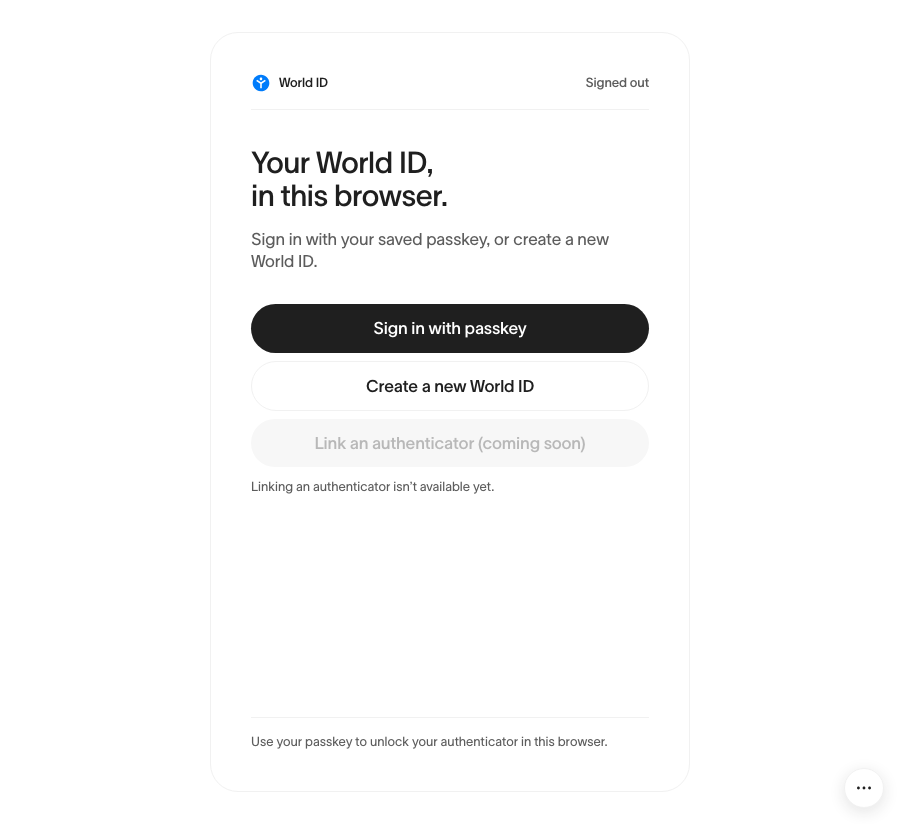 World ID
Signed out
Your World ID,
in this browser.
Sign in with your saved passkey, or create a new
World ID.
Sign in with passkey
Create a new World ID
Link an authenticator (coming soon)
Linking an authenticator isn't available yet.
Use your passkey to unlock your authenticator in this browser.